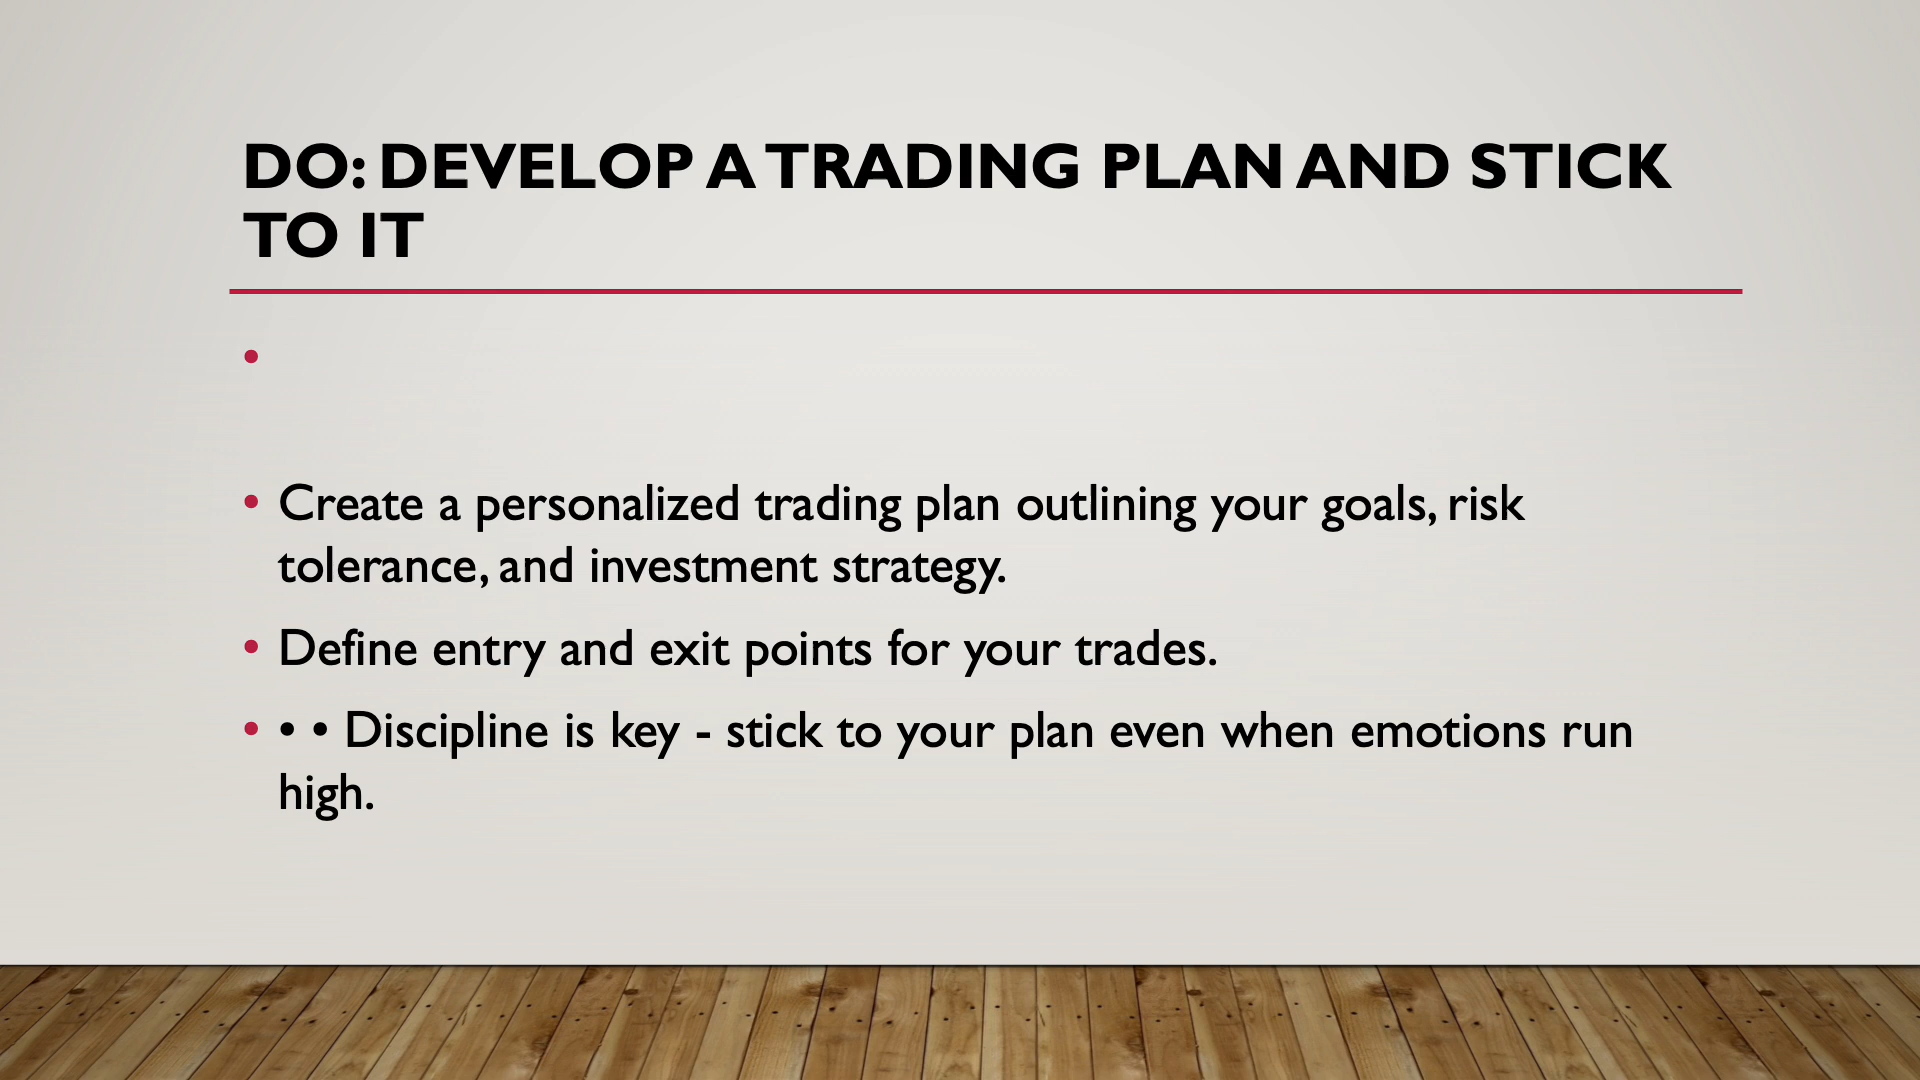 DO: DEVELOP A TRADING PLAN AND STICK
TO IT
•
• Create a personalized trading plan outlining your goals, risk
tolerance, and investment strategy.
• Define entry and exit points for your trades.
• • • Discipline is key - stick to your plan even when emotions run
high.